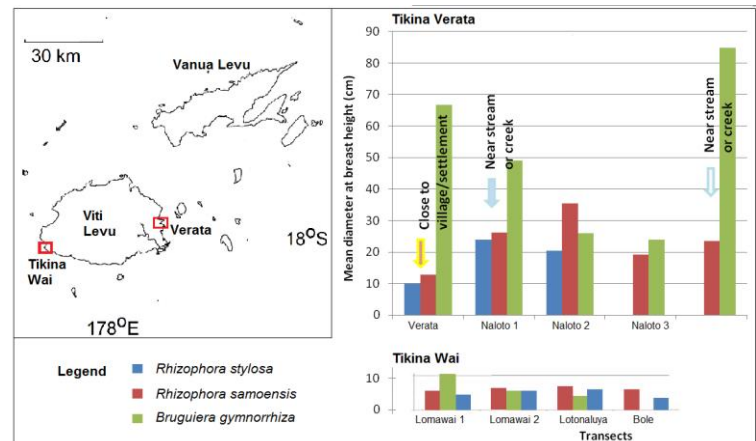 30 km
Vanua Levu
Viti
Levu
Verata
18OS
Tikina
Wai
178OE
Legend
Rhizophora stylosa
Rhizophora samoensis
Bruguiera gymnorrhiza
Tikina Verata
Mean diameter at breast height (cm)
90
80
70
60
50
40
30
20
10
0
Close to
village/settlement
Near stream
or creek
Near stream
or creek
Verata
Naloto 1
Naloto 2
Naloto 3
Tikina Wai
10
0
Lomawai 1
Lomawai 2
Lotonaluya
Bole
Transects